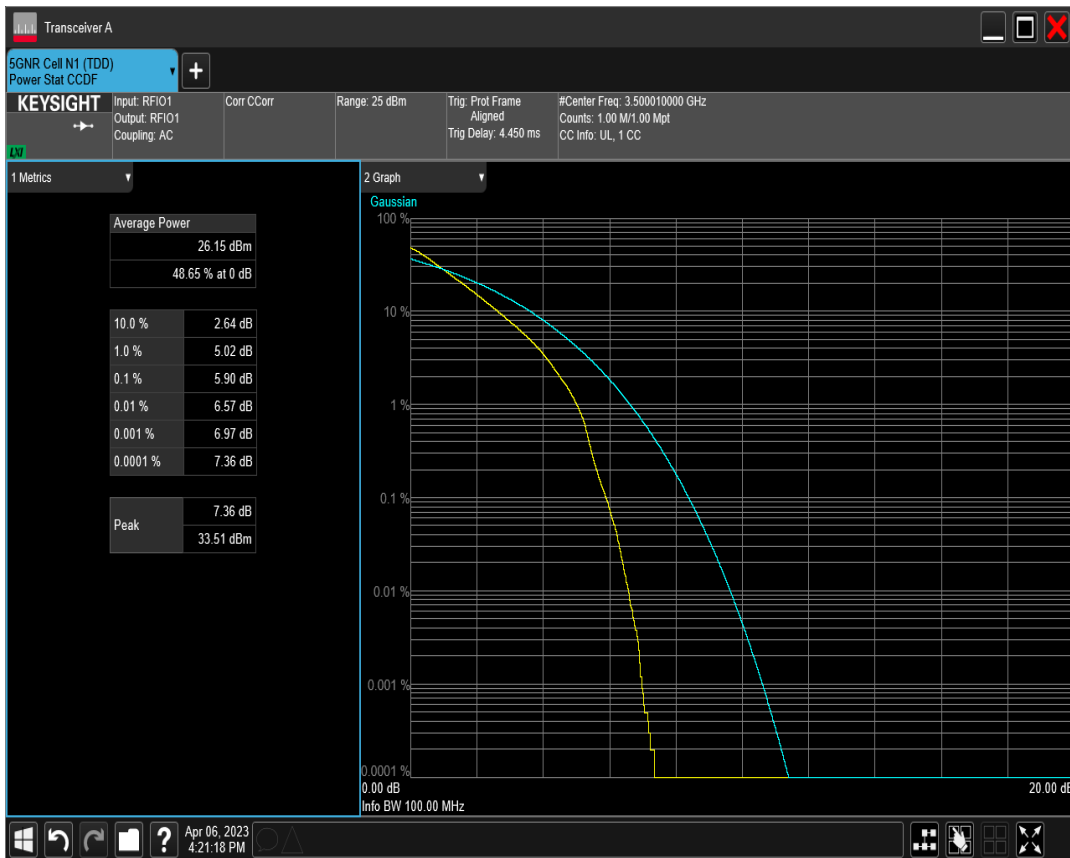 Transceiver A
5GNR Cell N1 (TDD)
Power Stat CCDF
KEYSIGHT
LXI
Input: RFIO1
Output: RFIO1
Coupling: AC
Corr CCorr
Range: 25 dBm
Trig: Prot Frame
Aligned
Trig Delay: 4.450 ms
#Center Freq: 3.500010000 GHz
Counts: 1.00 M/1.00 Mpt
CC Info: UL, 1 CC
1 Metrics
Average Power
26.15 dBm
48.65 % at 0 dB
10.0 % 2.64 dB
1.0 % 5.02 dB
0.1 % 5.90 dB
0.01 % 6.57 dB
0.001 % 6.97 dB
0.0001 % 7.36 dB
Peak
7.36 dB
33.51 dBm
2 Graph
Gaussian
100 %
10 %
1 %
0.1 %
0.01 %
0.001 %
0.0001 %
0.00 dB
20.00 dB
Info BW 100.00 MHz
Apr 06, 2023
4:21:18 PM